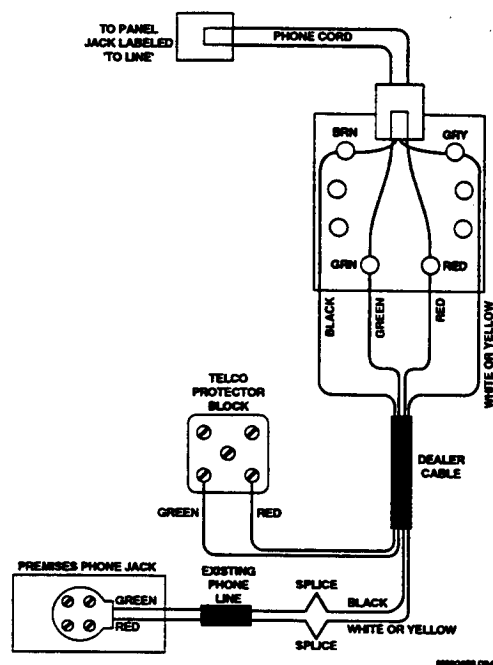 TO PANEL
JACK LABELED
'TO LINE'
PHONE CORD
BRN
GRY
GRN
RED
BLACK
GREEN
RED
WHITE OR YELLOW
TELCO
PROTECTOR
BLOCK
DEALER
CABLE
GREEN
RED
PREMISES PHONE JACK
EXISTING
PHONE
LINE
SPLICE
GREEN
RED
BLACK
WHITE OR YELLOW
SPLICE